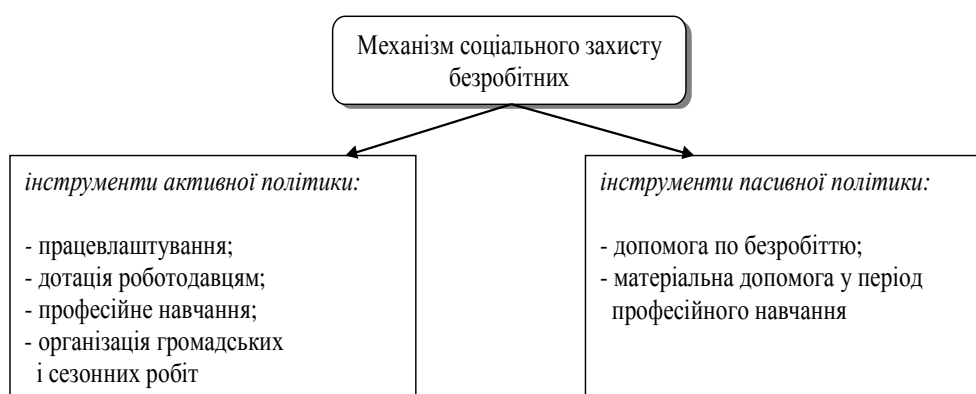 Механізм соціального захисту
безробітних
інструменти активної політики:
- працевлаштування;
- дотація роботодавцям;
- професійне навчання;
- організація громадських
і сезонних робіт
інструменти пасивної політики:
- допомога по безробіттю;
- матеріальна допомога у період
професійного навчання